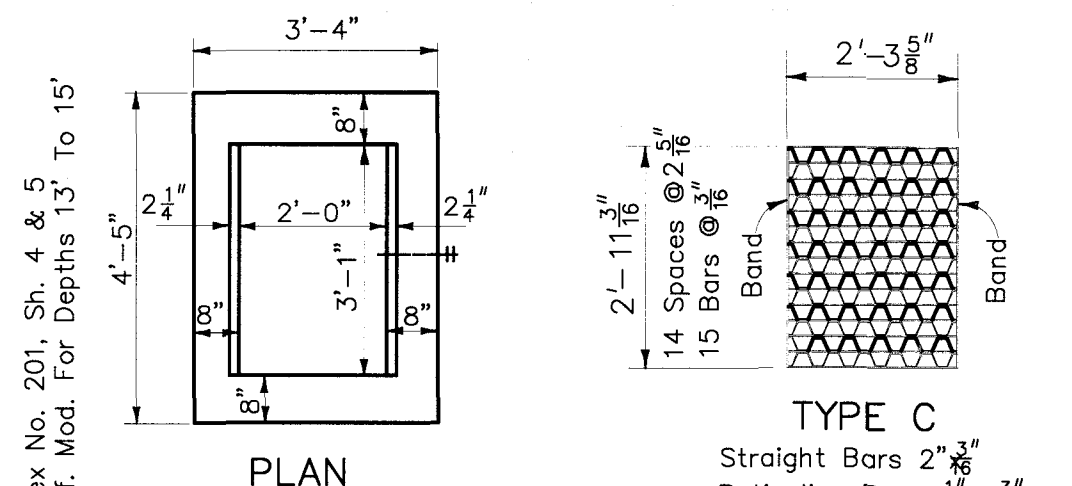 3'-4"
8"
2 1/4"
2'-0"
2 1/4"
4'-5"
3'-1"
8"
8"
8"
PLAN
ex No. 201, Sh. 4 & 5
f. Mod. For Depths 13' To 15'
2'-3 5/8"
2'-11 3/16"
14 Spaces @2 5/16"
15 Bars @ 3/16"
Band
Band
TYPE C
Straight Bars 2"x 3/16"